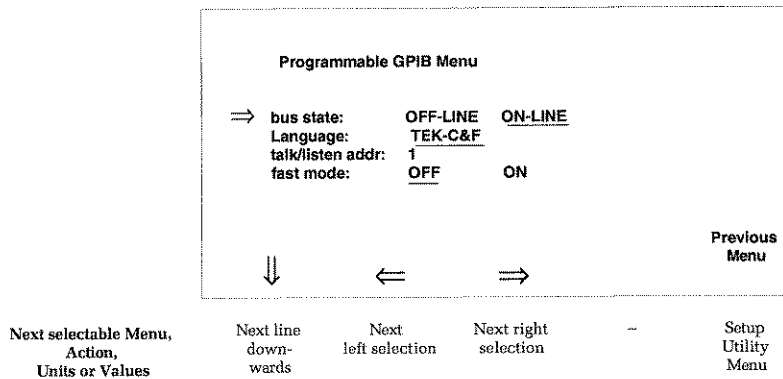 Programmable GPIB Menu
⇒ bus state: OFF-LINE ON-LINE
Language: TEK-C&F
talk/listen addr: 1
fast mode: OFF ON
Previous
Menu
⇓ ⇐ ⇒
Next selectable Menu,
Action,
Units or Values
Next line
down-
wards
Next
left selection
Next right
selection
–
Setup
Utility
Menu